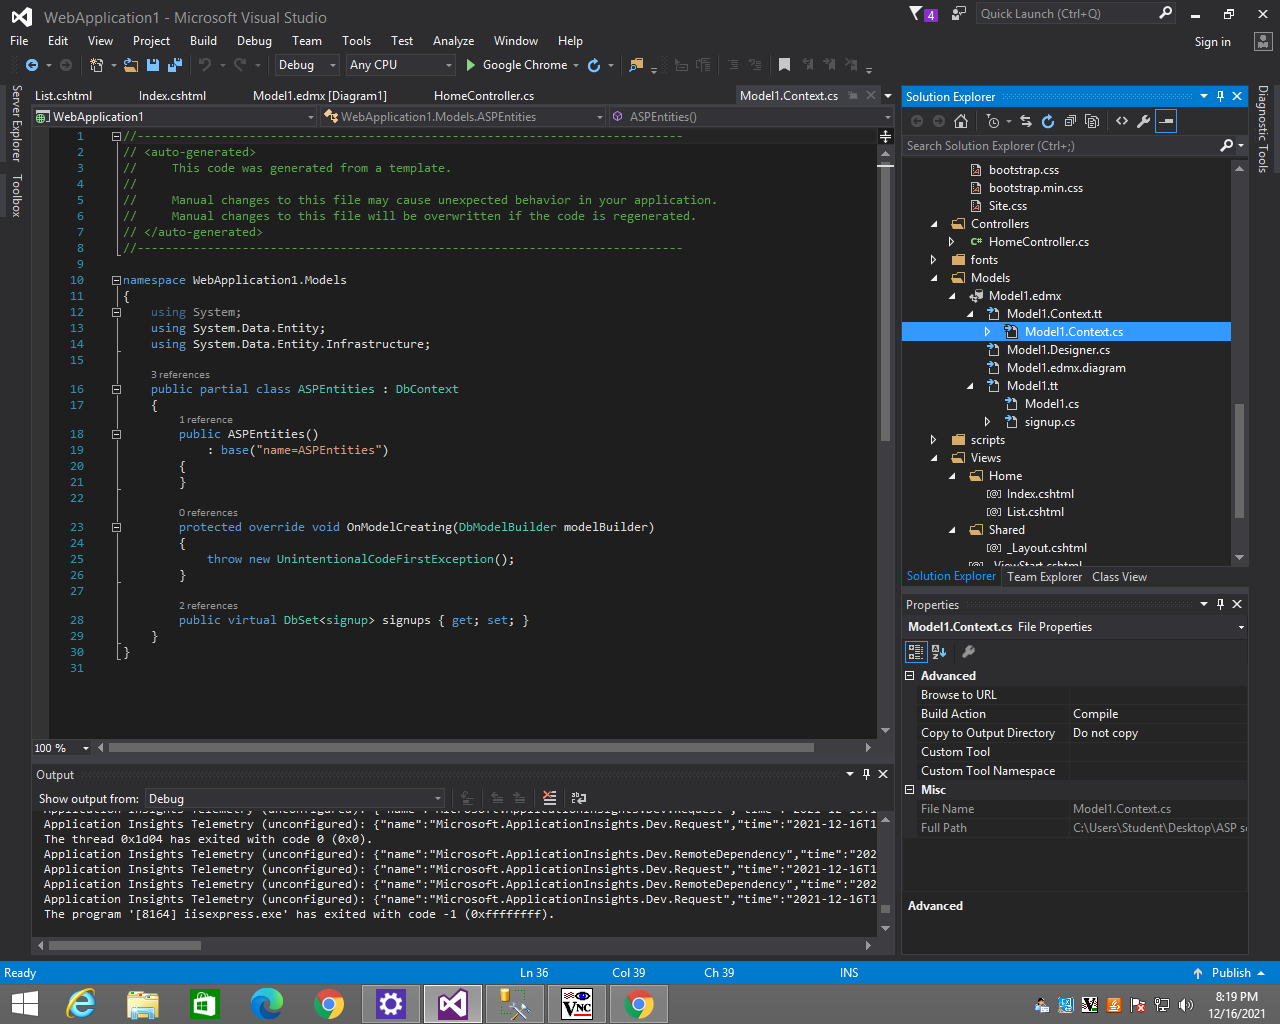 WebApplication1 - Microsoft Visual Studio
4
Quick Launch (Ctrl+Q)
File Edit View Project Build Debug Team Tools Test Analyze Window Help
Sign in
Debug Any CPU Google Chrome
Server Explorer
Toolbox
List.cshtml Index.cshtml Model1.edmx [Diagram1] HomeController.cs Model1.Context.cs
WebApplication1 WebApplication1.Models.ASPEntities ASPEntities()
1 //------------------------------------------------------------------------------
2 // <auto-generated>
3 //     This code was generated from a template.
4 //
5 //     Manual changes to this file may cause unexpected behavior in your application.
6 //     Manual changes to this file will be overwritten if the code is regenerated.
7 // </auto-generated>
8 //------------------------------------------------------------------------------
9
10 namespace WebApplication1.Models
11 {
12     using System;
13     using System.Data.Entity;
14     using System.Data.Entity.Infrastructure;
15
3 references
16     public partial class ASPEntities : DbContext
17     {
1 reference
18         public ASPEntities()
19             : base("name=ASPEntities")
20         {
21         }
22
0 references
23         protected override void OnModelCreating(DbModelBuilder modelBuilder)
24         {
25             throw new UnintentionalCodeFirstException();
26         }
27
2 references
28         public virtual DbSet<signup> signups { get; set; }
29     }
30 }
31
100 %
Output
Show output from: Debug
Application Insights Telemetry (unconfigured): {"name":"Microsoft.ApplicationInsights.Dev.Request","time":"2021-12-16T1
Application Insights Telemetry (unconfigured): {"name":"Microsoft.ApplicationInsights.Dev.Request","time":"2021-12-16T1
The thread 0x1d04 has exited with code 0 (0x0).
Application Insights Telemetry (unconfigured): {"name":"Microsoft.ApplicationInsights.Dev.RemoteDependency","time":"202
Application Insights Telemetry (unconfigured): {"name":"Microsoft.ApplicationInsights.Dev.Request","time":"2021-12-16T1
Application Insights Telemetry (unconfigured): {"name":"Microsoft.ApplicationInsights.Dev.RemoteDependency","time":"202
Application Insights Telemetry (unconfigured): {"name":"Microsoft.ApplicationInsights.Dev.Request","time":"2021-12-16T1
The program '[8164] iisexpress.exe' has exited with code -1 (0xffffffff).
Solution Explorer
Search Solution Explorer (Ctrl+;)
bootstrap.css
bootstrap.min.css
Site.css
Controllers
C# HomeController.cs
fonts
Models
Model1.edmx
Model1.Context.tt
Model1.Context.cs
Model1.Designer.cs
Model1.edmx.diagram
Model1.tt
Model1.cs
signup.cs
scripts
Views
Home
Index.cshtml
List.cshtml
Shared
_Layout.cshtml
_ViewStart.cshtml
Solution Explorer Team Explorer Class View
Diagnostic Tools
Properties
Model1.Context.cs File Properties
Advanced
Browse to URL
Build Action Compile
Copy to Output Directory Do not copy
Custom Tool
Custom Tool Namespace
Misc
File Name Model1.Context.cs
Full Path C:\Users\Student\Desktop\ASP se
Advanced
Ready Ln 36 Col 39 Ch 39 INS Publish
VNC
8:19 PM
12/16/2021